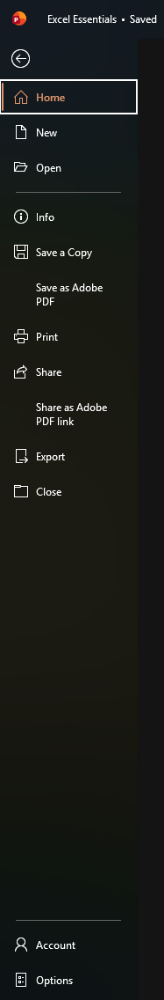 Excel Essentials • Saved
Home
New
Open
Info
Save a Copy
Save as Adobe
PDF
Print
Share
Share as Adobe
PDF link
Export
Close
Account
Options